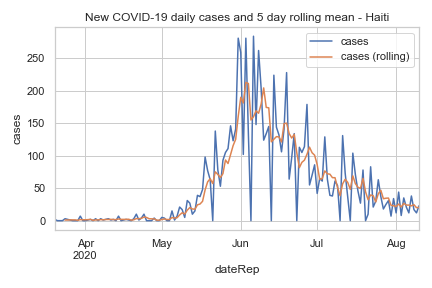 New COVID-19 daily cases and 5 day rolling mean - Haiti
cases
cases (rolling)
250
200
150
100
50
0
cases
Apr
2020
May
Jun
Jul
Aug
dateRep